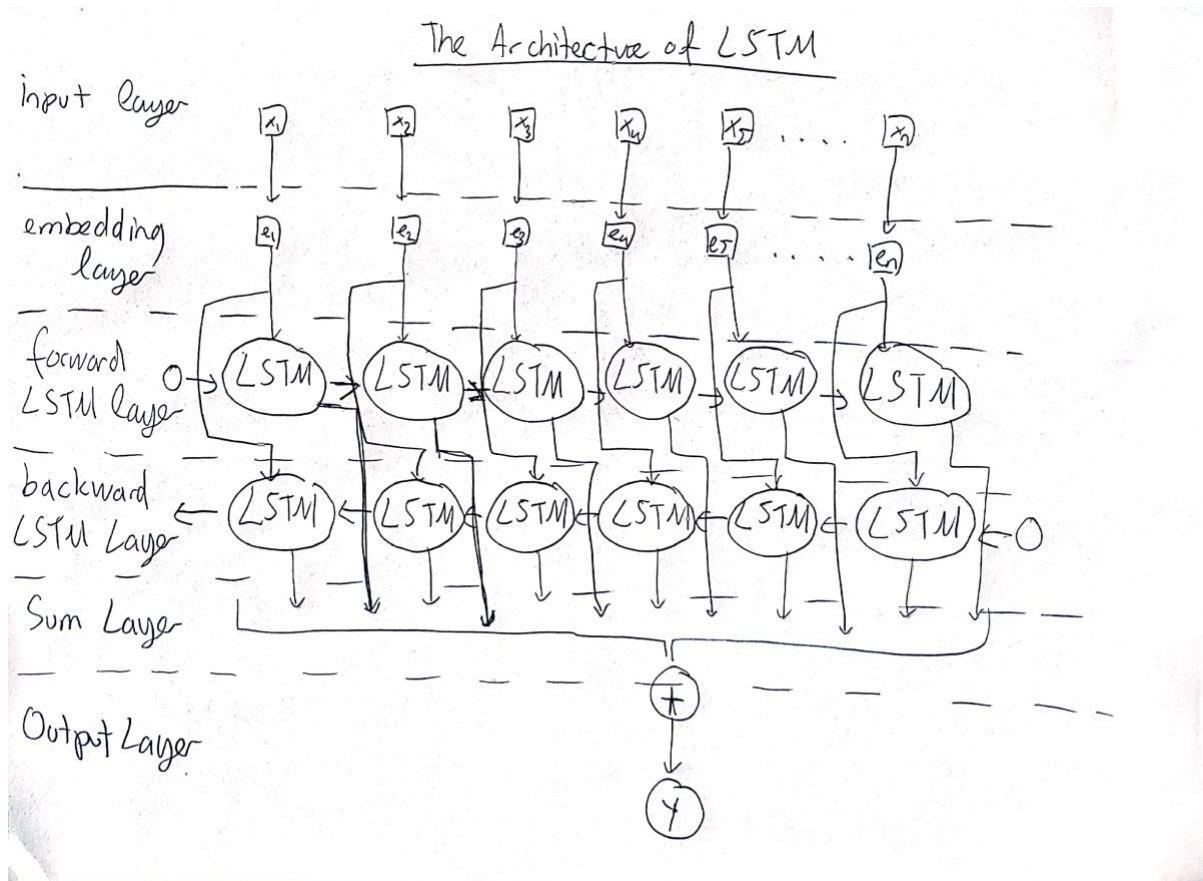 The Architecture of LSTM
input layer
x1 x2 x3 x4 x5 .... xn
embedding
layer
e1 e2 e3 e4 e5 ..... en
forward
LSTM layer
0 LSTM LSTM LSTM LSTM LSTM LSTM
backward
LSTM Layer
LSTM LSTM LSTM LSTM LSTM LSTM 0
Sum Layer
+
Output Layer
Y